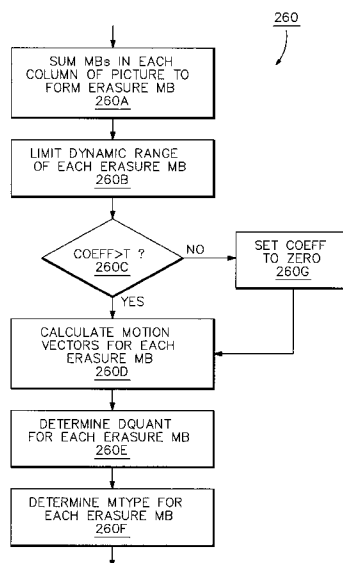 260
SUM MBs IN EACH
COLUMN OF PICTURE TO
FORM ERASURE MB
260A
LIMIT DYNAMIC RANGE
OF EACH ERASURE MB
260B
COEFF>T ?
260C
NO
SET COEFF
TO ZERO
260G
YES
CALCULATE MOTION
VECTORS FOR EACH
ERASURE MB
260D
DETERMINE DQUANT
FOR EACH ERASURE MB
260E
DETERMINE MTYPE FOR
EACH ERASURE MB
260F